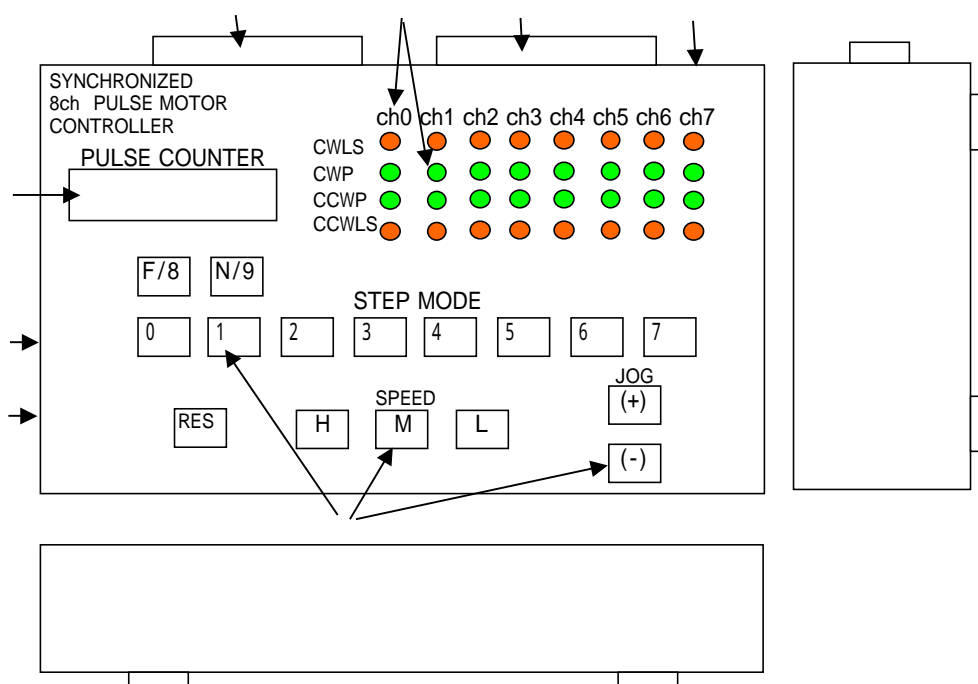 SYNCHRONIZED
8ch PULSE MOTOR
CONTROLLER
PULSE COUNTER
ch0 ch1 ch2 ch3 ch4 ch5 ch6 ch7
CWLS
CWP
CCWP
CCWLS
F/8 N/9
STEP MODE
0 1 2 3 4 5 6 7
JOG
(+)
SPEED
RES H M L
(-)